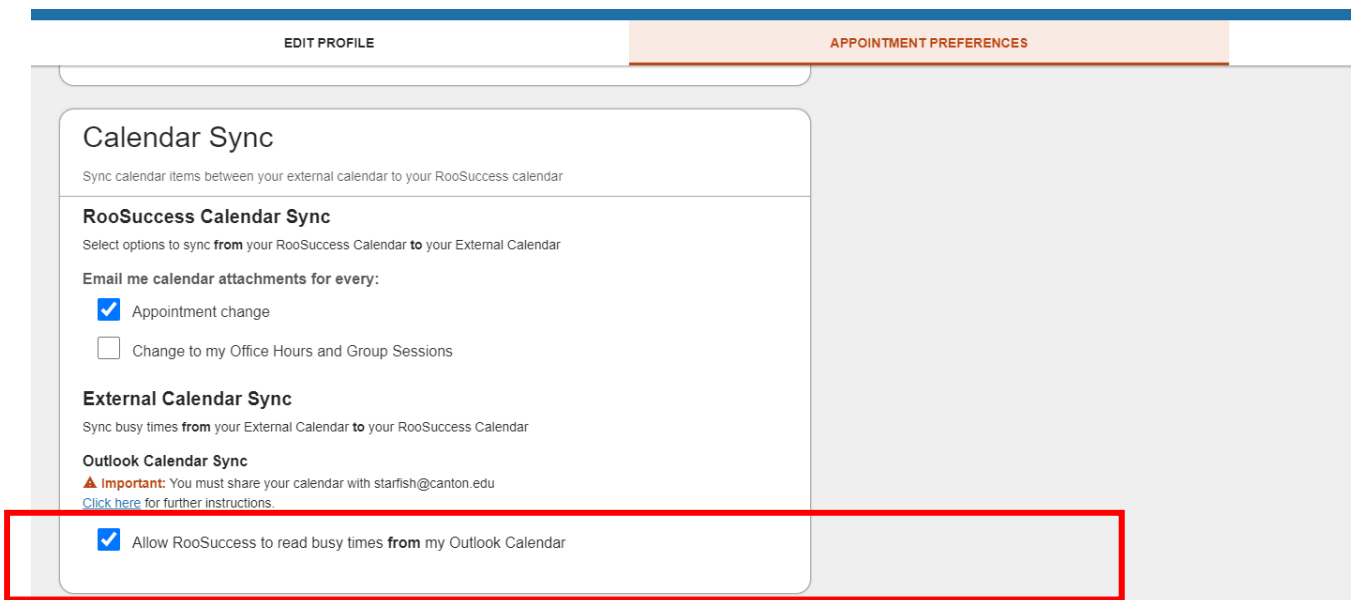 EDIT PROFILE
APPOINTMENT PREFERENCES
Calendar Sync
Sync calendar items between your external calendar to your RooSuccess calendar
RooSuccess Calendar Sync
Select options to sync from your RooSuccess Calendar to your External Calendar
Email me calendar attachments for every:
Appointment change
Change to my Office Hours and Group Sessions
External Calendar Sync
Sync busy times from your External Calendar to your RooSuccess Calendar
Outlook Calendar Sync
Important: You must share your calendar with starfish@canton.edu
Click here for further instructions.
Allow RooSuccess to read busy times from my Outlook Calendar